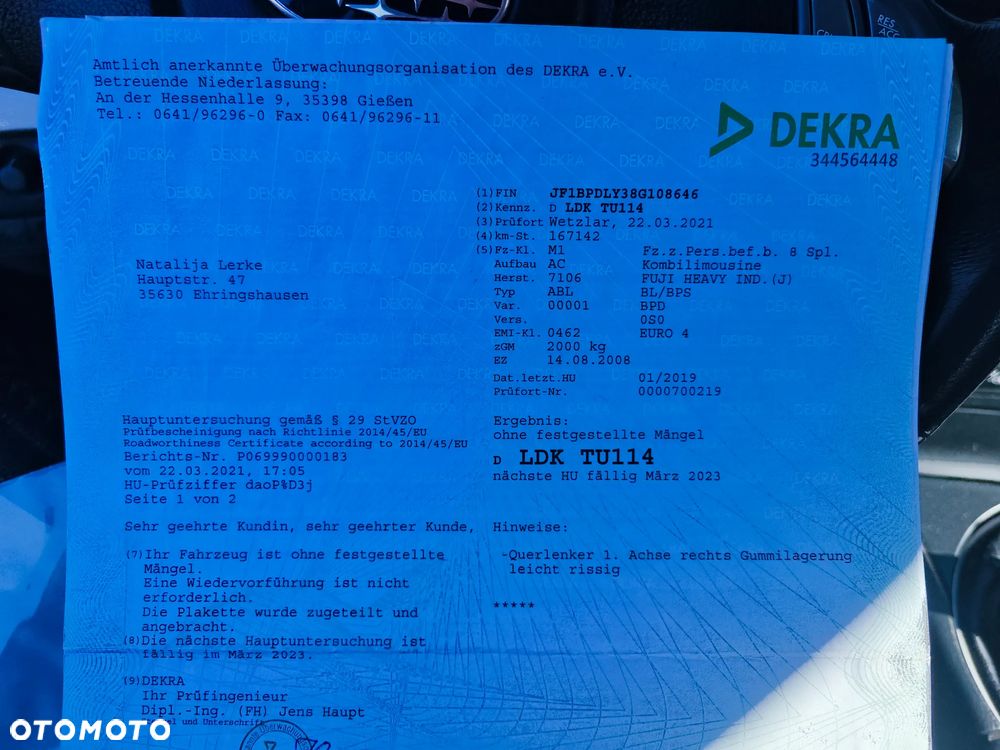 RES
Amtlich anerkannte Überwachungsorganisation des DEKRA e.V.
Betreuende Niederlassung:
An der Hessenhalle 9, 35398 Gießen
Tel.: 0641/96296-0 Fax: 0641/96296-11
DEKRA
344564448
(1) FIN JF1BPDLY38G108646
(2) Kennz. D LDK TU114
(3) Prüfort Wetzlar, 22.03.2021
(4) km-St. 167142
(5) Fz-Kl. M1 Fz.z.Pers.bef.b. 8 Spl.
Aufbau AC Kombilimousine
Herst. 7106 FUJI HEAVY IND.(J)
Typ ABL BL/BPS
Var. 00001 BPD
Vers. 0S0
EMI-Kl. 0462 EURO 4
zGM 2000 kg
EZ 14.08.2008
Dat.letzt.HU 01/2019
Prüfort-Nr. 0000700219
Natalija Lerke
Hauptstr. 47
35630 Ehringshausen
Hauptuntersuchung gemäß § 29 StVZO
Prüfbescheinigung nach Richtlinie 2014/45/EU
Roadworthiness Certificate according to 2014/45/EU
Berichts-Nr. P069990000183
vom 22.03.2021, 17:05
HU-Prüfziffer daoP%D3j
Seite 1 von 2
Ergebnis:
ohne festgestellte Mängel
D LDK TU114
nächste HU fällig März 2023
Sehr geehrte Kundin, sehr geehrter Kunde,
(7) Ihr Fahrzeug ist ohne festgestellte
Mängel.
Eine Wiedervorführung ist nicht
erforderlich.
Die Plakette wurde zugeteilt und
angebracht.
(8) Die nächste Hauptuntersuchung ist
fällig im März 2023.
(9) DEKRA
Ihr Prüfingenieur
Dipl.-Ing. (FH) Jens Haupt
und Unterschrift
Hinweise:
-Querlenker 1. Achse rechts Gummilagerung
leicht rissig
*****
OTOMOTO